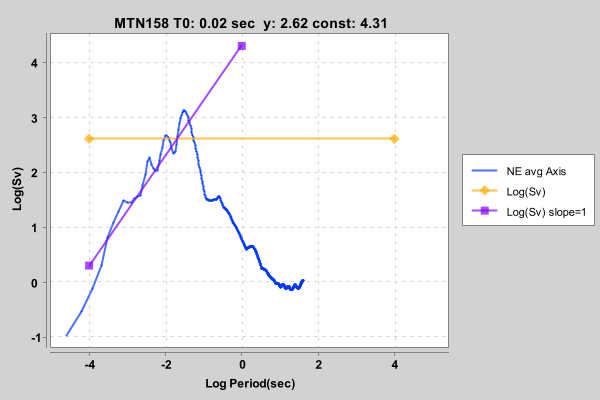 MTN158 T0: 0.02 sec  y: 2.62 const: 4.31
Log(Sv)
4
3
2
1
0
-1
-4
-2
0
2
4
Log Period(sec)
NE avg Axis
Log(Sv)
Log(Sv) slope=1